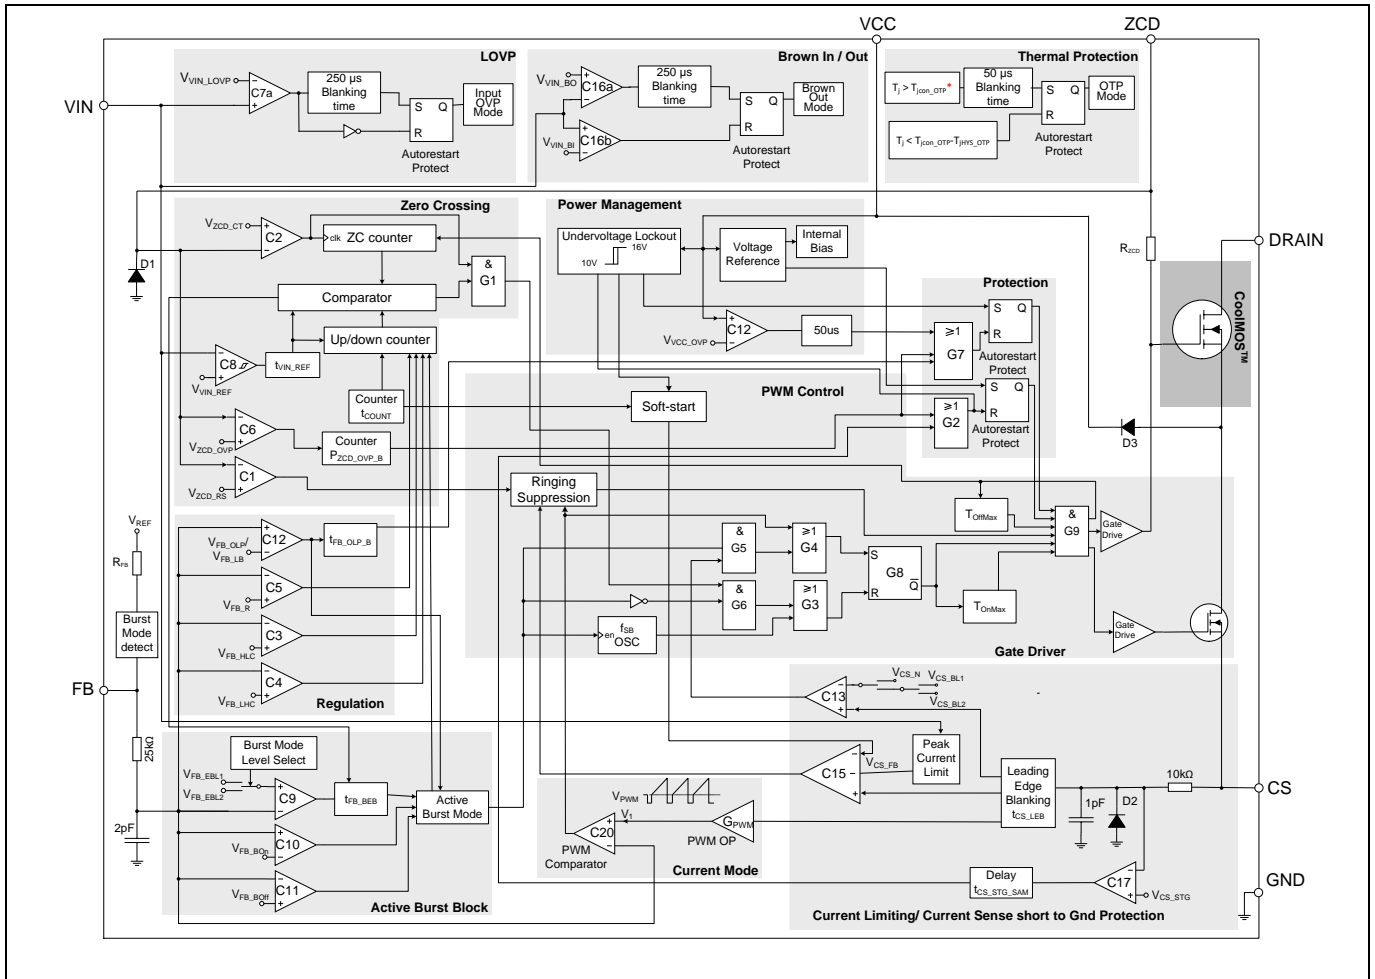 VCC
ZCD
LOVP
V_VIN_LOVP
C7a
250 µs
Blanking
time
S
Q
R
Input
OVP
Mode
Autorestart
Protect
VIN
Brown In / Out
V_VIN_BO
C16a
250 µs
Blanking
time
S
Q
R
Brown
Out
Mode
V_VIN_BI
C16b
Autorestart
Protect
Thermal Protection
Tj > Tjcon_OTP*
50 µs
Blanking
time
S
Q
R
OTP
Mode
Tj < Tjcon_OTP-TjHYS_OTP
Autorestart
Protect
Zero Crossing
V_ZCD_CT
C2
clk
ZC counter
&
G1
D1
Comparator
Up/down counter
C8
V_VIN_REF
t_VIN_REF
Counter
t_COUNT
C6
V_ZCD_OVP
Counter
P_ZCD_OVP_B
C1
V_ZCD_RS
Power Management
Undervoltage Lockout
16V
10V
Voltage
Reference
Internal
Bias
C12
V_VCC_OVP
50us
Protection
≥1
G7
S
Q
R
Autorestart
Protect
≥1
G2
S
Q
R
Autorestart
Protect
R_ZCD
DRAIN
CoolMOS™
D3
PWM Control
Soft-start
Ringing
Suppression
T_OffMax
&
G9
Gate
Drive
&
G5
≥1
G4
S
G8
Q
R
&
G6
≥1
G3
f_SB
OSC
en
T_OnMax
Gate
Drive
Gate Driver
V_REF
R_FB
Burst
Mode
detect
FB
25kΩ
2pF
V_FB_OLP/
V_FB_LB
C12
t_FB_OLP_B
C5
V_FB_R
C3
V_FB_HLC
C4
V_FB_LHC
Regulation
Burst Mode
Level Select
V_FB_EBL1
V_FB_EBL2
C9
t_FB_BEB
Active
Burst Mode
V_FB_BOn
C10
V_FB_BOff
C11
Active Burst Block
V_PWM
V_1
C20
G_PWM
PWM OP
PWM
Comparator
Current Mode
C13
V_CS_N
V_CS_BL1
V_CS_BL2
C15
V_CS_FB
Peak
Current
Limit
Leading
Edge
Blanking
t_CS_LEB
1pF
D2
10kΩ
CS
Delay
t_CS_STG_SAM
C17
V_CS_STG
GND
Current Limiting/ Current Sense short to Gnd Protection